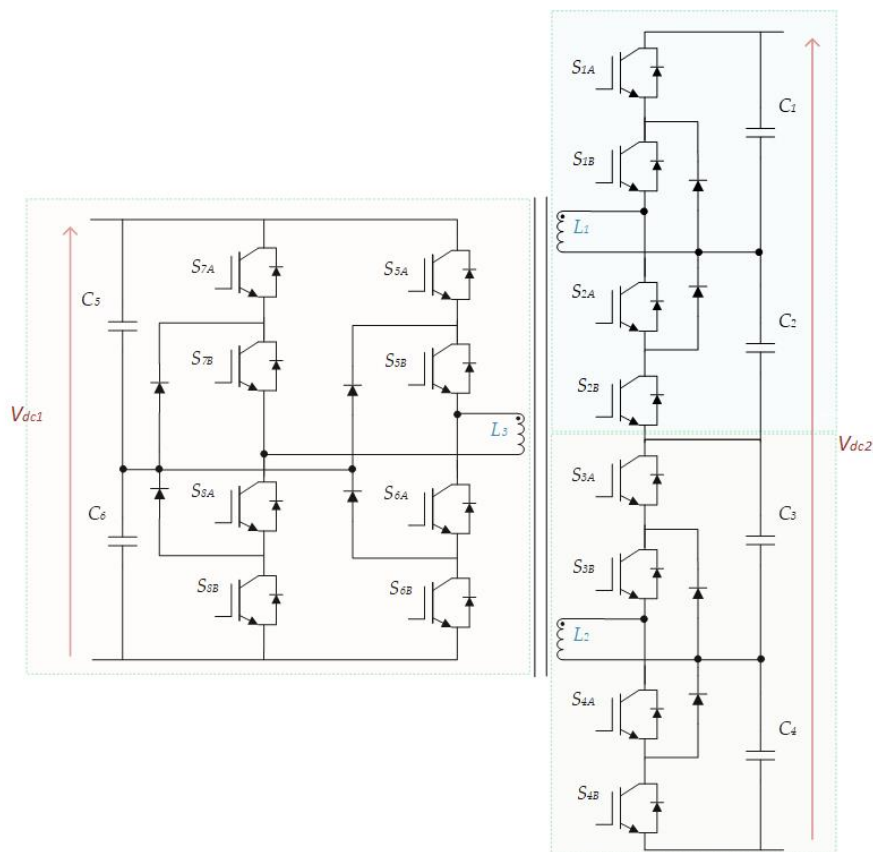 S1A
C1
S1B
L1
S2A
C2
S2B
Vdc2
S3A
C3
S3B
L2
S4A
C4
S4B
S7A
S5A
C5
S7B
S5B
Vdc1
L3
S8A
S6A
C6
S8B
S6B